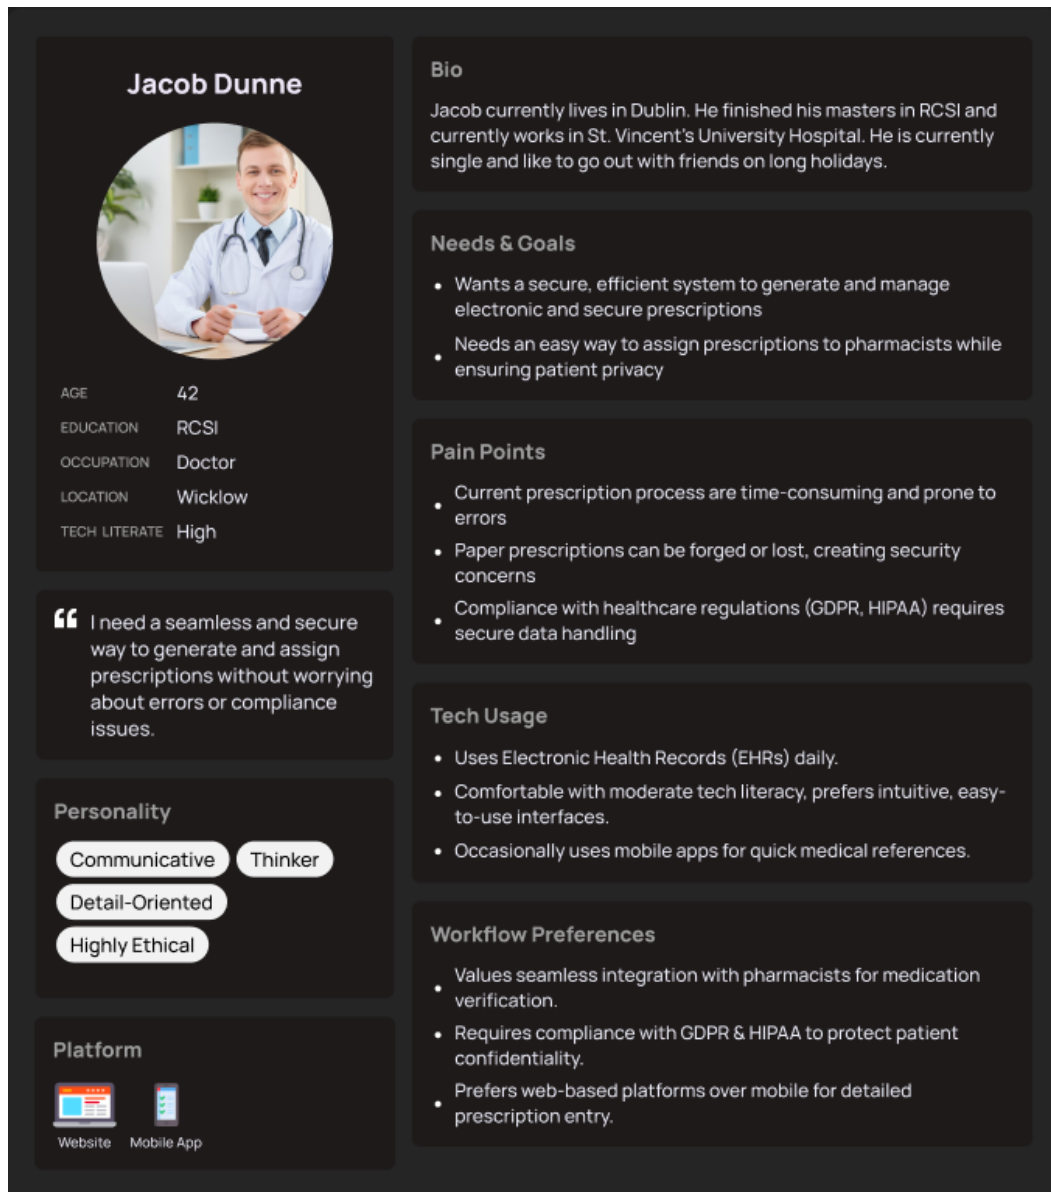 Jacob Dunne
AGE 42
EDUCATION RCSI
OCCUPATION Doctor
LOCATION Wicklow
TECH LITERATE High
“ I need a seamless and secure
way to generate and assign
prescriptions without worrying
about errors or compliance
issues.
Personality
Communicative Thinker
Detail-Oriented
Highly Ethical
Platform
Website Mobile App
Bio
Jacob currently lives in Dublin. He finished his masters in RCSI and
currently works in St. Vincent's University Hospital. He is currently
single and like to go out with friends on long holidays.
Needs & Goals
• Wants a secure, efficient system to generate and manage
electronic and secure prescriptions
• Needs an easy way to assign prescriptions to pharmacists while
ensuring patient privacy
Pain Points
• Current prescription process are time-consuming and prone to
errors
• Paper prescriptions can be forged or lost, creating security
concerns
• Compliance with healthcare regulations (GDPR, HIPAA) requires
secure data handling
Tech Usage
• Uses Electronic Health Records (EHRs) daily.
• Comfortable with moderate tech literacy, prefers intuitive, easy-
to-use interfaces.
• Occasionally uses mobile apps for quick medical references.
Workflow Preferences
• Values seamless integration with pharmacists for medication
verification.
• Requires compliance with GDPR & HIPAA to protect patient
confidentiality.
• Prefers web-based platforms over mobile for detailed
prescription entry.